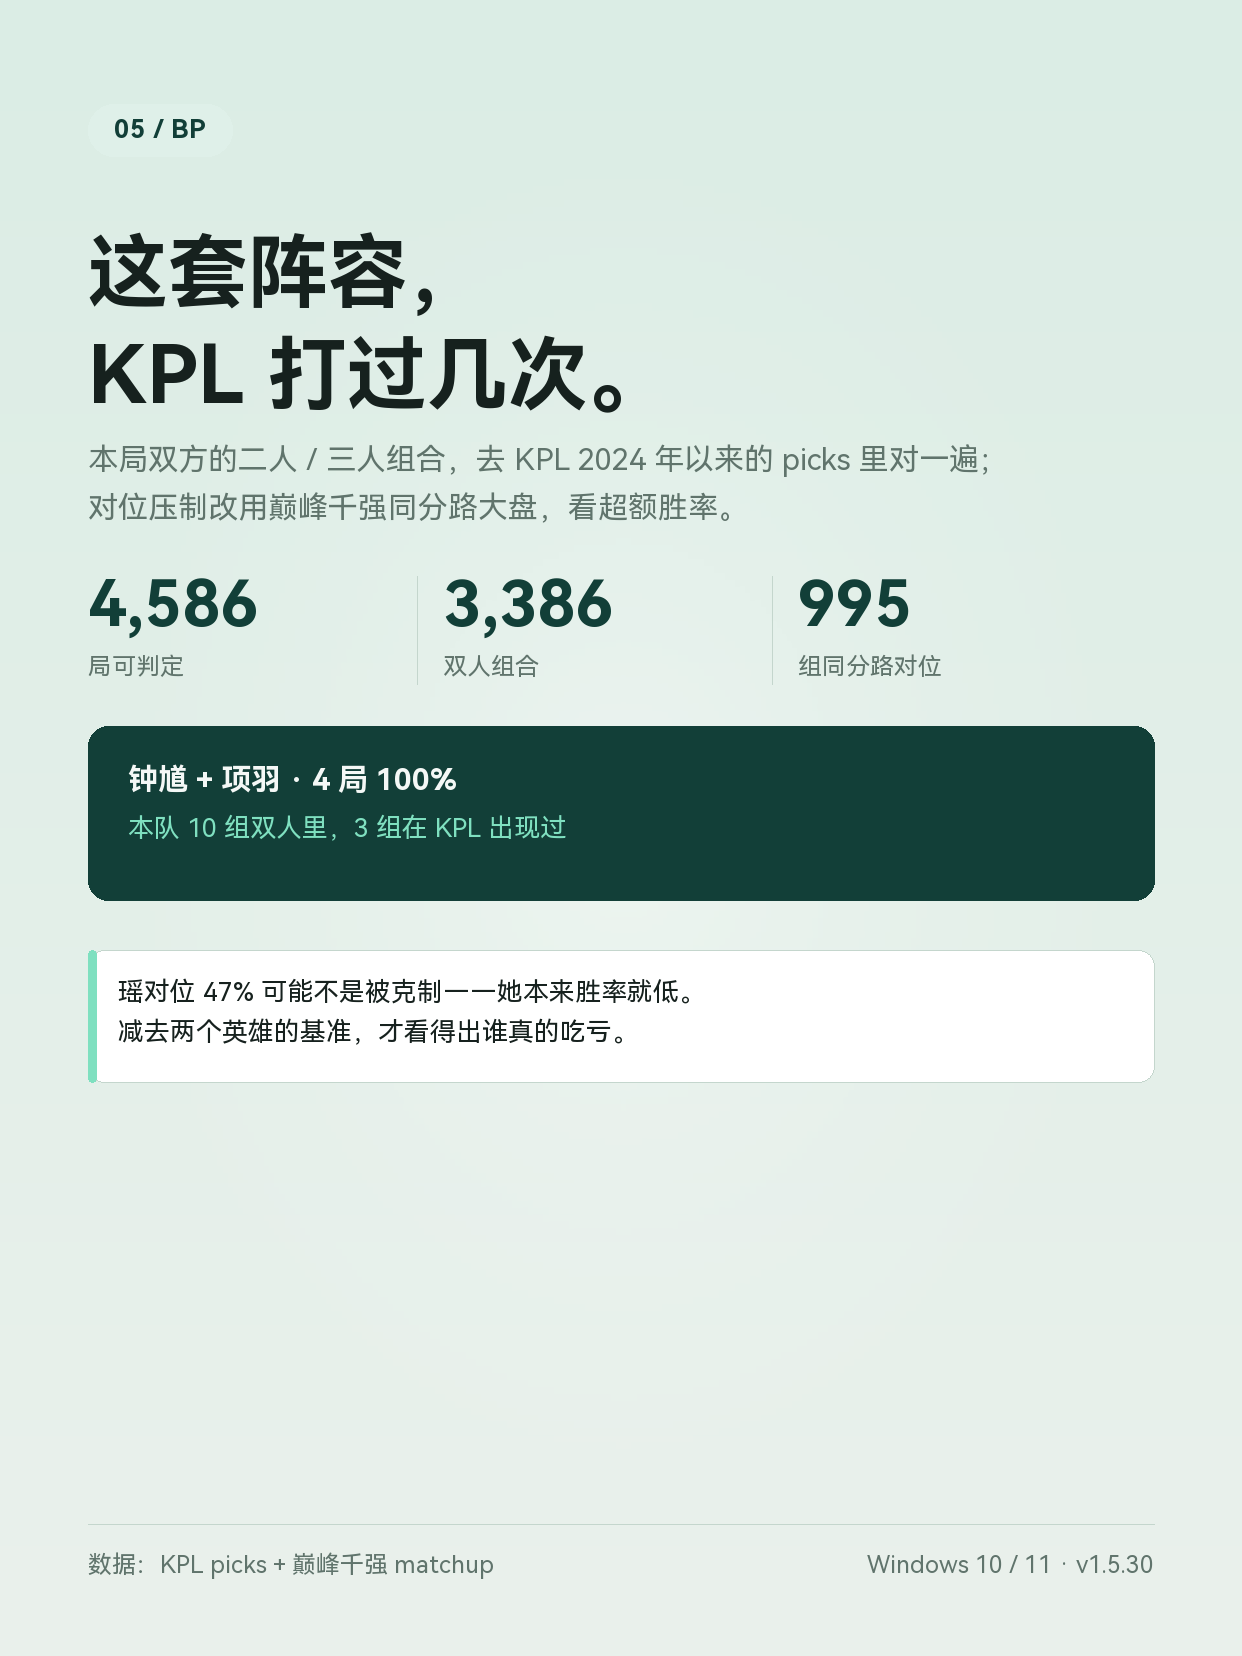 05 / BP
这套阵容，
KPL 打过几次。
本局双方的二人 / 三人组合，去 KPL 2024 年以来的 picks 里对一遍；
对位压制改用巅峰千强同分路大盘，看超额胜率。
4,586
3,386
995
局可判定
双人组合
组同分路对位
钟馗 + 项羽 · 4 局 100%
本队 10 组双人里，3 组在 KPL 出现过
瑶对位 47% 可能不是被克制——她本来胜率就低。
减去两个英雄的基准，才看得出谁真的吃亏。
数据：KPL picks + 巅峰千强 matchup
Windows 10 / 11 · v1.5.30